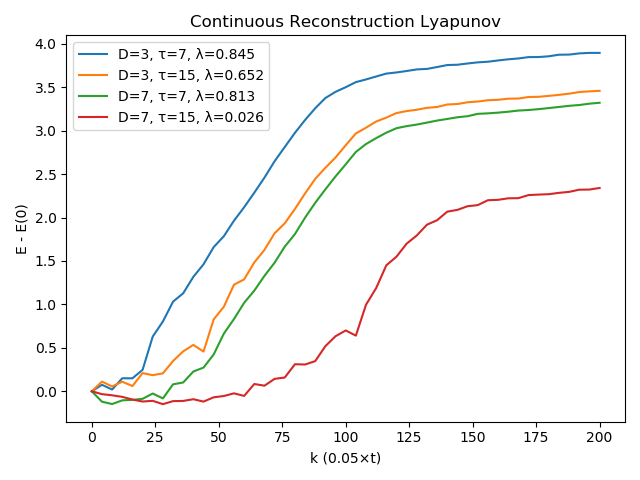 Continuous Reconstruction Lyapunov
D=3, τ=7, λ=0.845
D=3, τ=15, λ=0.652
D=7, τ=7, λ=0.813
D=7, τ=15, λ=0.026
E - E(0)
4.0
3.5
3.0
2.5
2.0
1.5
1.0
0.5
0.0
0 25 50 75 100 125 150 175 200
k (0.05×t)